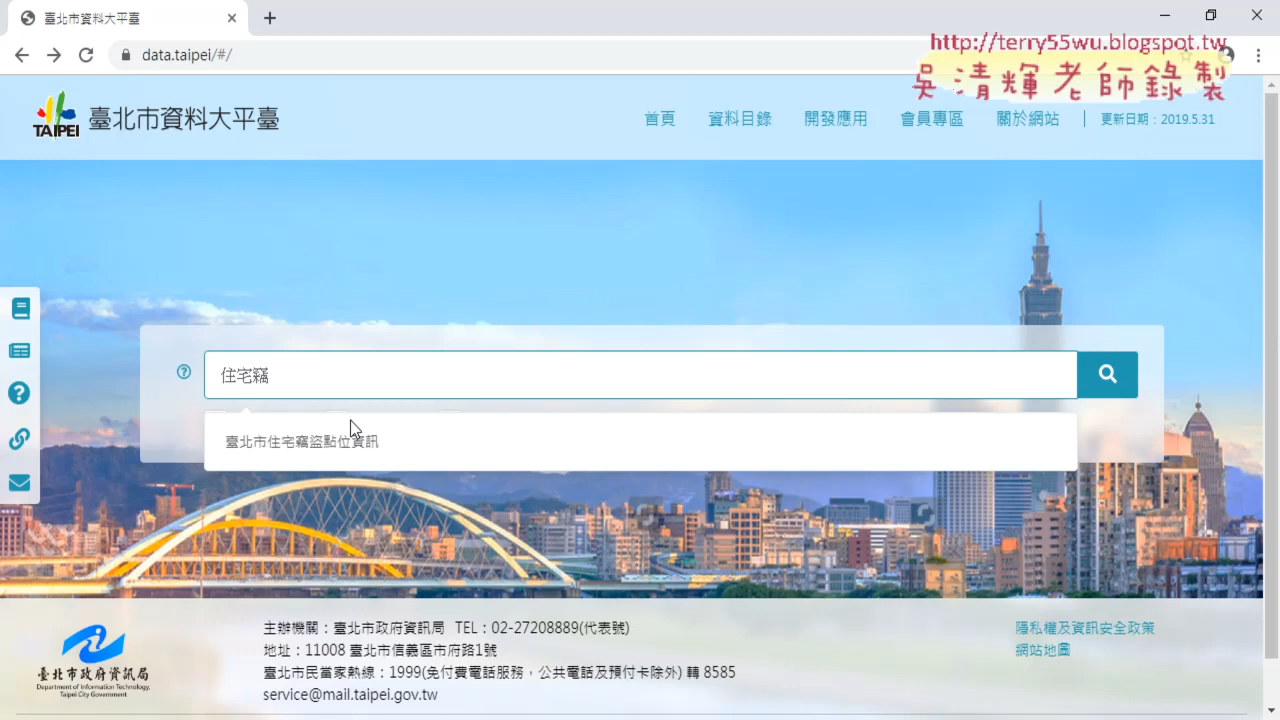 臺北市資料大平臺
data.taipei/#/
http://terry55wu.blogspot.tw
吳清輝老師錄製
TAIPEI 臺北市資料大平臺
首頁 資料目錄 開發應用 會員專區 關於網站 | 更新日期：2019.5.31
住宅竊
臺北市住宅竊盜點位資訊
主辦機關：臺北市政府資訊局 TEL：02-27208889(代表號)
地址：11008 臺北市信義區市府路1號
臺北市民當家熱線：1999(免付費電話服務，公共電話及預付卡除外) 轉 8585
service@mail.taipei.gov.tw
隱私權及資訊安全政策
網站地圖
臺北市政府資訊局
Department of Information Technology,
Taipei City Government